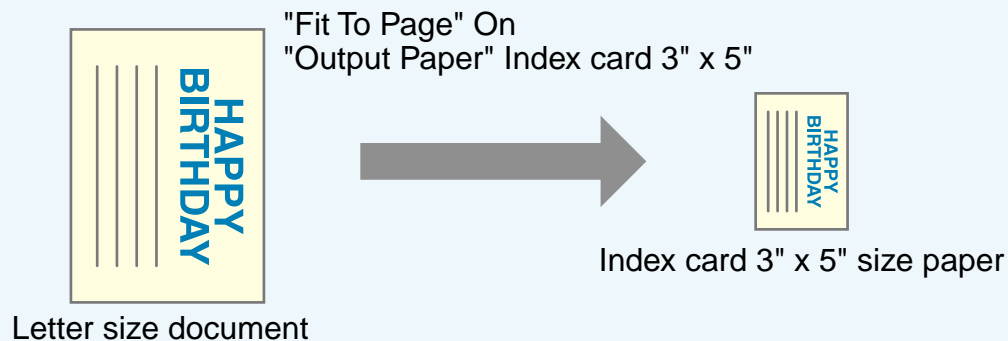 "Fit To Page" On
"Output Paper" Index card 3" x 5"
HAPPY
BIRTHDAY
HAPPY
BIRTHDAY
Index card 3" x 5" size paper
Letter size document